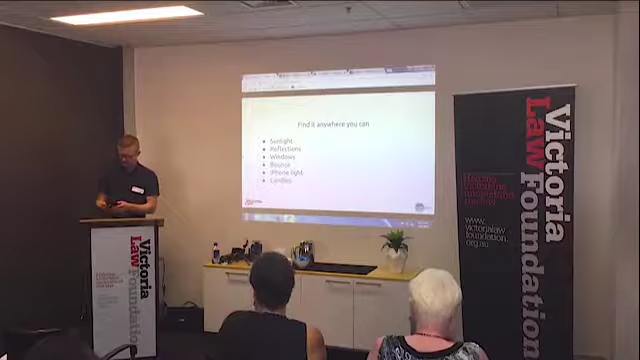 Find it anywhere you can
Sunlight
Reflections
Windows
Bounce
iPhone light
Candles
Victoria
Law Foundation
www.
victorialaw
foundation.
org.au
Victoria
Law Foundation